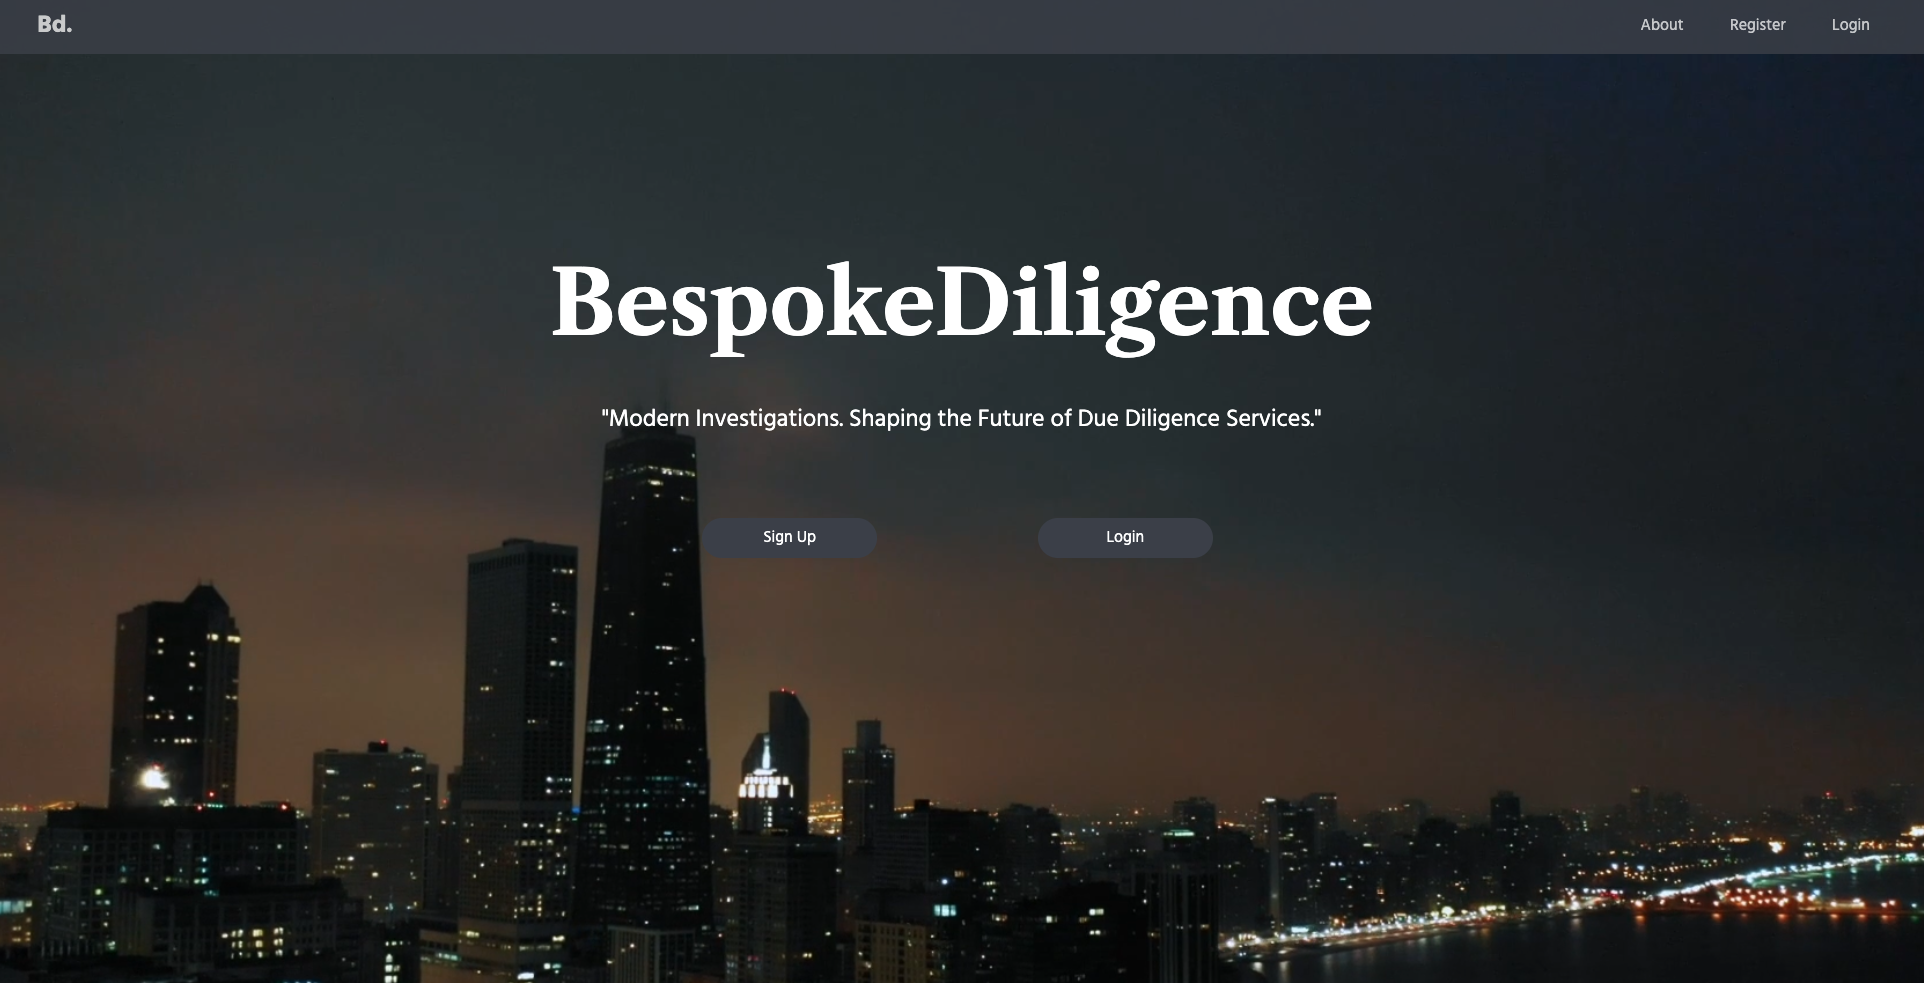 Bd.
About Register Login
BespokeDiligence
"Modern Investigations. Shaping the Future of Due Diligence Services."
Sign Up Login